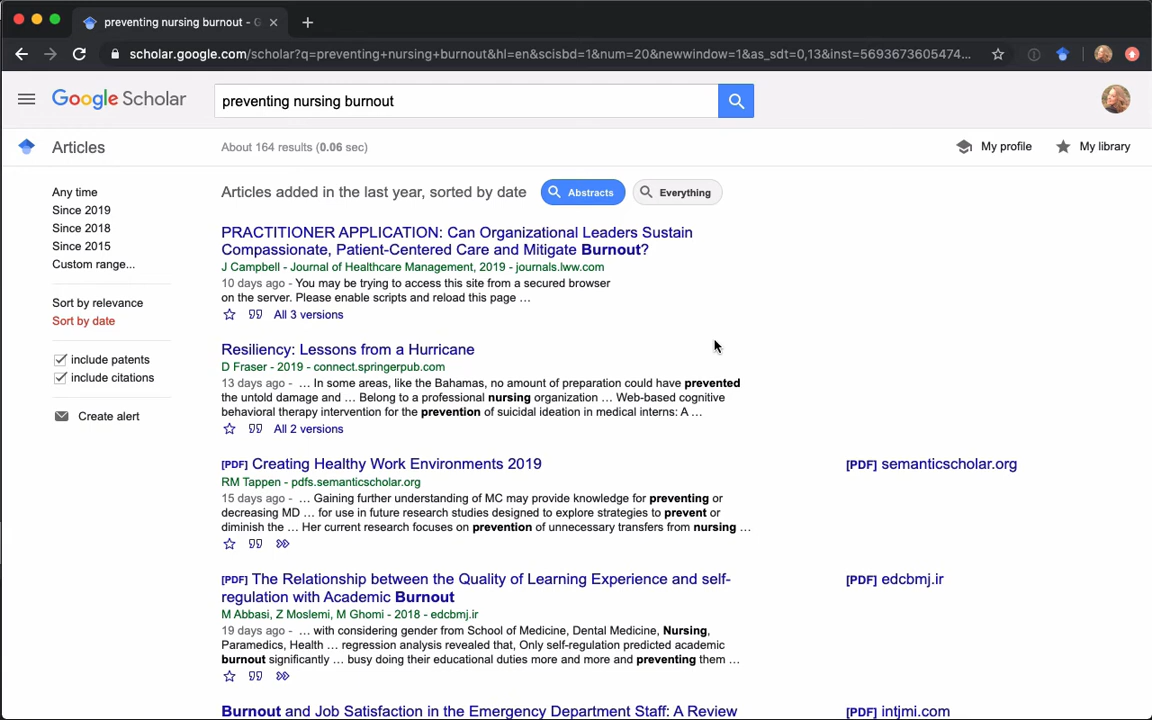 preventing nursing burnout - G
scholar.google.com/scholar?q=preventing+nursing+burnout&hl=en&scisbd=1&num=20&newwindow=1&as_sdt=0,13&inst=5693673605474...
Google Scholar
preventing nursing burnout
Articles
About 164 results (0.06 sec)
My profile
My library
Any time
Since 2019
Since 2018
Since 2015
Custom range...
Sort by relevance
Sort by date
include patents
include citations
Create alert
Articles added in the last year, sorted by date
Abstracts
Everything
PRACTITIONER APPLICATION: Can Organizational Leaders Sustain
Compassionate, Patient-Centered Care and Mitigate Burnout?
J Campbell - Journal of Healthcare Management, 2019 - journals.lww.com
10 days ago - You may be trying to access this site from a secured browser
on the server. Please enable scripts and reload this page …
All 3 versions
Resiliency: Lessons from a Hurricane
D Fraser - 2019 - connect.springerpub.com
13 days ago - … In some areas, like the Bahamas, no amount of preparation could have prevented
the untold damage and … Belong to a professional nursing organization … Web-based cognitive
behavioral therapy intervention for the prevention of suicidal ideation in medical interns: A …
All 2 versions
[PDF] Creating Healthy Work Environments 2019
[PDF] semanticscholar.org
RM Tappen - pdfs.semanticscholar.org
15 days ago - … Gaining further understanding of MC may provide knowledge for preventing or
decreasing MD … for use in future research studies designed to explore strategies to prevent or
diminish the … Her current research focuses on prevention of unnecessary transfers from nursing …
[PDF] The Relationship between the Quality of Learning Experience and self-
regulation with Academic Burnout
[PDF] edcbmj.ir
M Abbasi, Z Moslemi, M Ghomi - 2018 - edcbmj.ir
19 days ago - … with considering gender from School of Medicine, Dental Medicine, Nursing,
Paramedics, Health … regression analysis revealed that, Only self-regulation predicted academic
burnout significantly … busy doing their educational duties more and more and preventing them …
Burnout and Job Satisfaction in the Emergency Department Staff: A Review
[PDF] intjmi.com